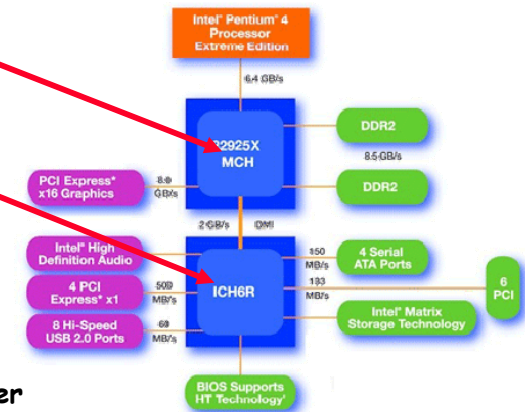 Intel® Pentium® 4
Processor
Extreme Edition
6.4 GB/s
82925X
MCH
DDR2
8.5 GB/s
DDR2
PCI Express*
x16 Graphics
8.0
GB/s
2 GB/s DMI
Intel® High
Definition Audio
4 PCI
Express* x1
500
MB/s
8 Hi-Speed
USB 2.0 Ports
60
MB/s
ICH6R
150
MB/s
4 Serial
ATA Ports
133
MB/s
6
PCI
Intel® Matrix
Storage Technology
BIOS Supports
HT Technology¹
er